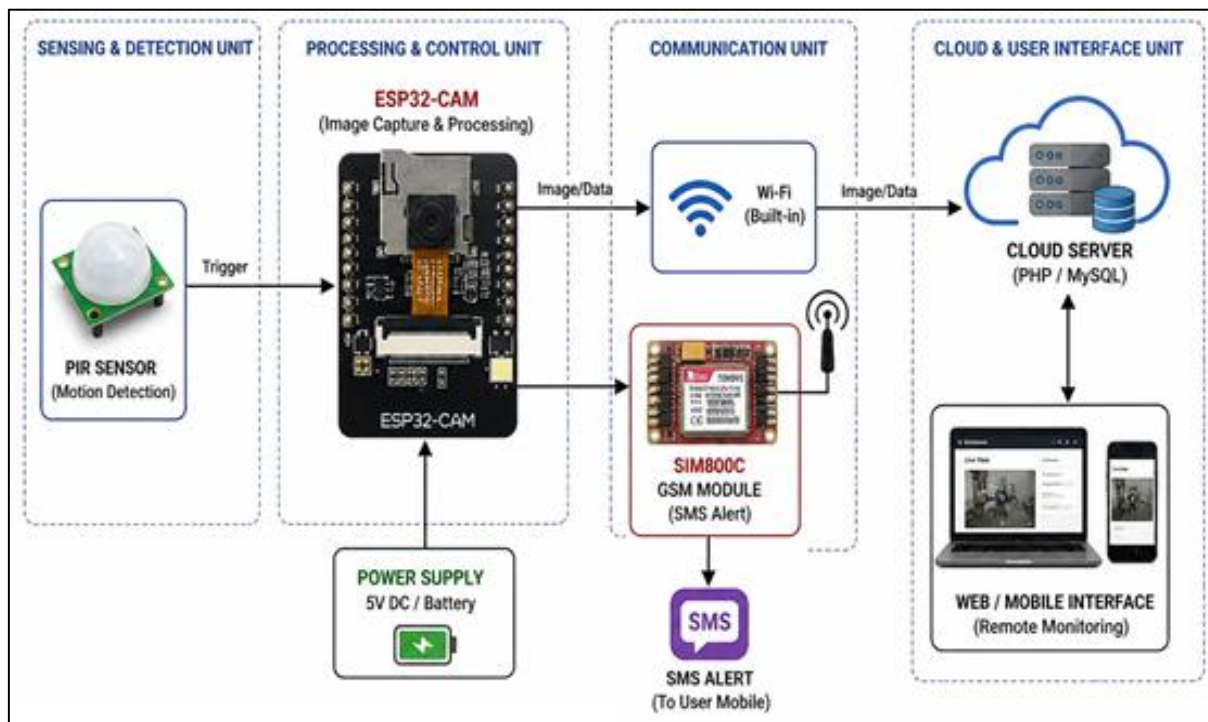 SENSING & DETECTION UNIT
PROCESSING & CONTROL UNIT
COMMUNICATION UNIT
CLOUD & USER INTERFACE UNIT
ESP32-CAM
(Image Capture & Processing)
Trigger
PIR SENSOR
(Motion Detection)
ESP32-CAM
Image/Data
Wi-Fi
(Built-in)
Image/Data
CLOUD SERVER
(PHP / MySQL)
SIM800C
GSM MODULE
(SMS Alert)
POWER SUPPLY
5V DC / Battery
SMS
SMS ALERT
(To User Mobile)
WEB / MOBILE INTERFACE
(Remote Monitoring)